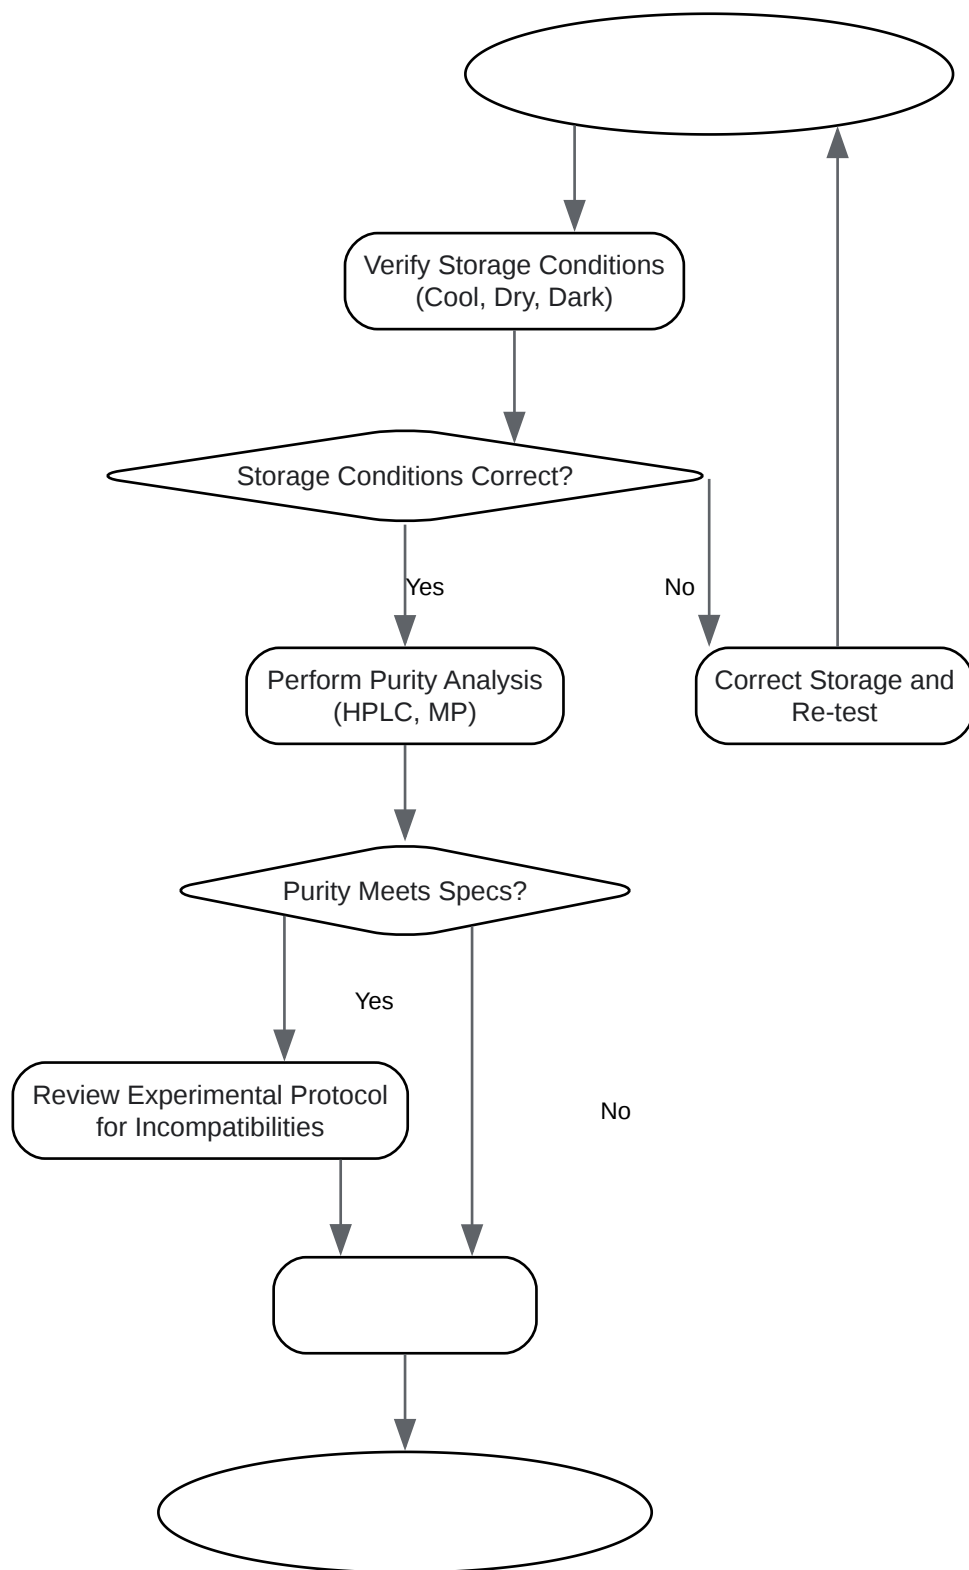 Verify Storage Conditions
(Cool, Dry, Dark)
Storage Conditions Correct?
Yes
No
Perform Purity Analysis
(HPLC, MP)
Correct Storage and
Re-test
Purity Meets Specs?
Yes
Review Experimental Protocol
for Incompatibilities
No